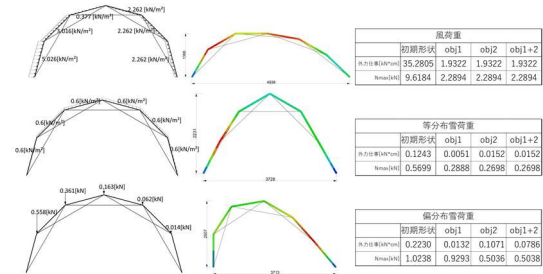 0.377 [kN/m²]
2.262 [kN/m²]
5.016[kN/m²]
2.262 [kN/m²]
5.026[kN/m²]
2.262 [kN/m²]
風荷重
初期形状 obj1 obj2 obj1+2
外力仕事[kN*cm] 35.2805 1.9322 1.9322 1.9322
Nmax[kN] 9.6184 2.2894 2.2894 2.2894
0.6[kN/m²]
0.6[kN/m²]
0.6[kN/m²]
0.6[kN/m²]
0.6[kN/m²]
0.6[kN/m²]
3728
等分布雪荷重
初期形状 obj1 obj2 obj1+2
外力仕事[kN*cm] 0.1243 0.0051 0.0152 0.0152
Nmax[kN] 0.5699 0.2888 0.2698 0.2698
0.163[kN]
0.361[kN]
0.062[kN]
0.558[kN]
0.014[kN]
偏分布雪荷重
初期形状 obj1 obj2 obj1+2
外力仕事[kN*cm] 0.2230 0.0132 0.1071 0.0786
Nmax[kN] 1.0238 0.9293 0.5036 0.5038